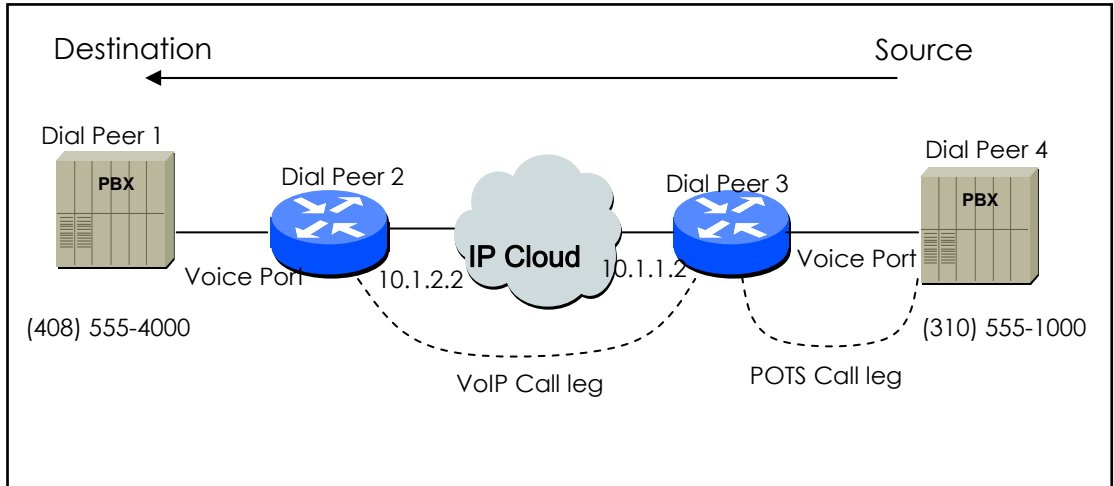 Destination
Source
Dial Peer 1
Dial Peer 4
PBX
Dial Peer 2
Dial Peer 3
PBX
IP Cloud
Voice Port
10.1.2.2
10.1.1.2
Voice Port
(408) 555-4000
(310) 555-1000
VoIP Call leg
POTS Call leg